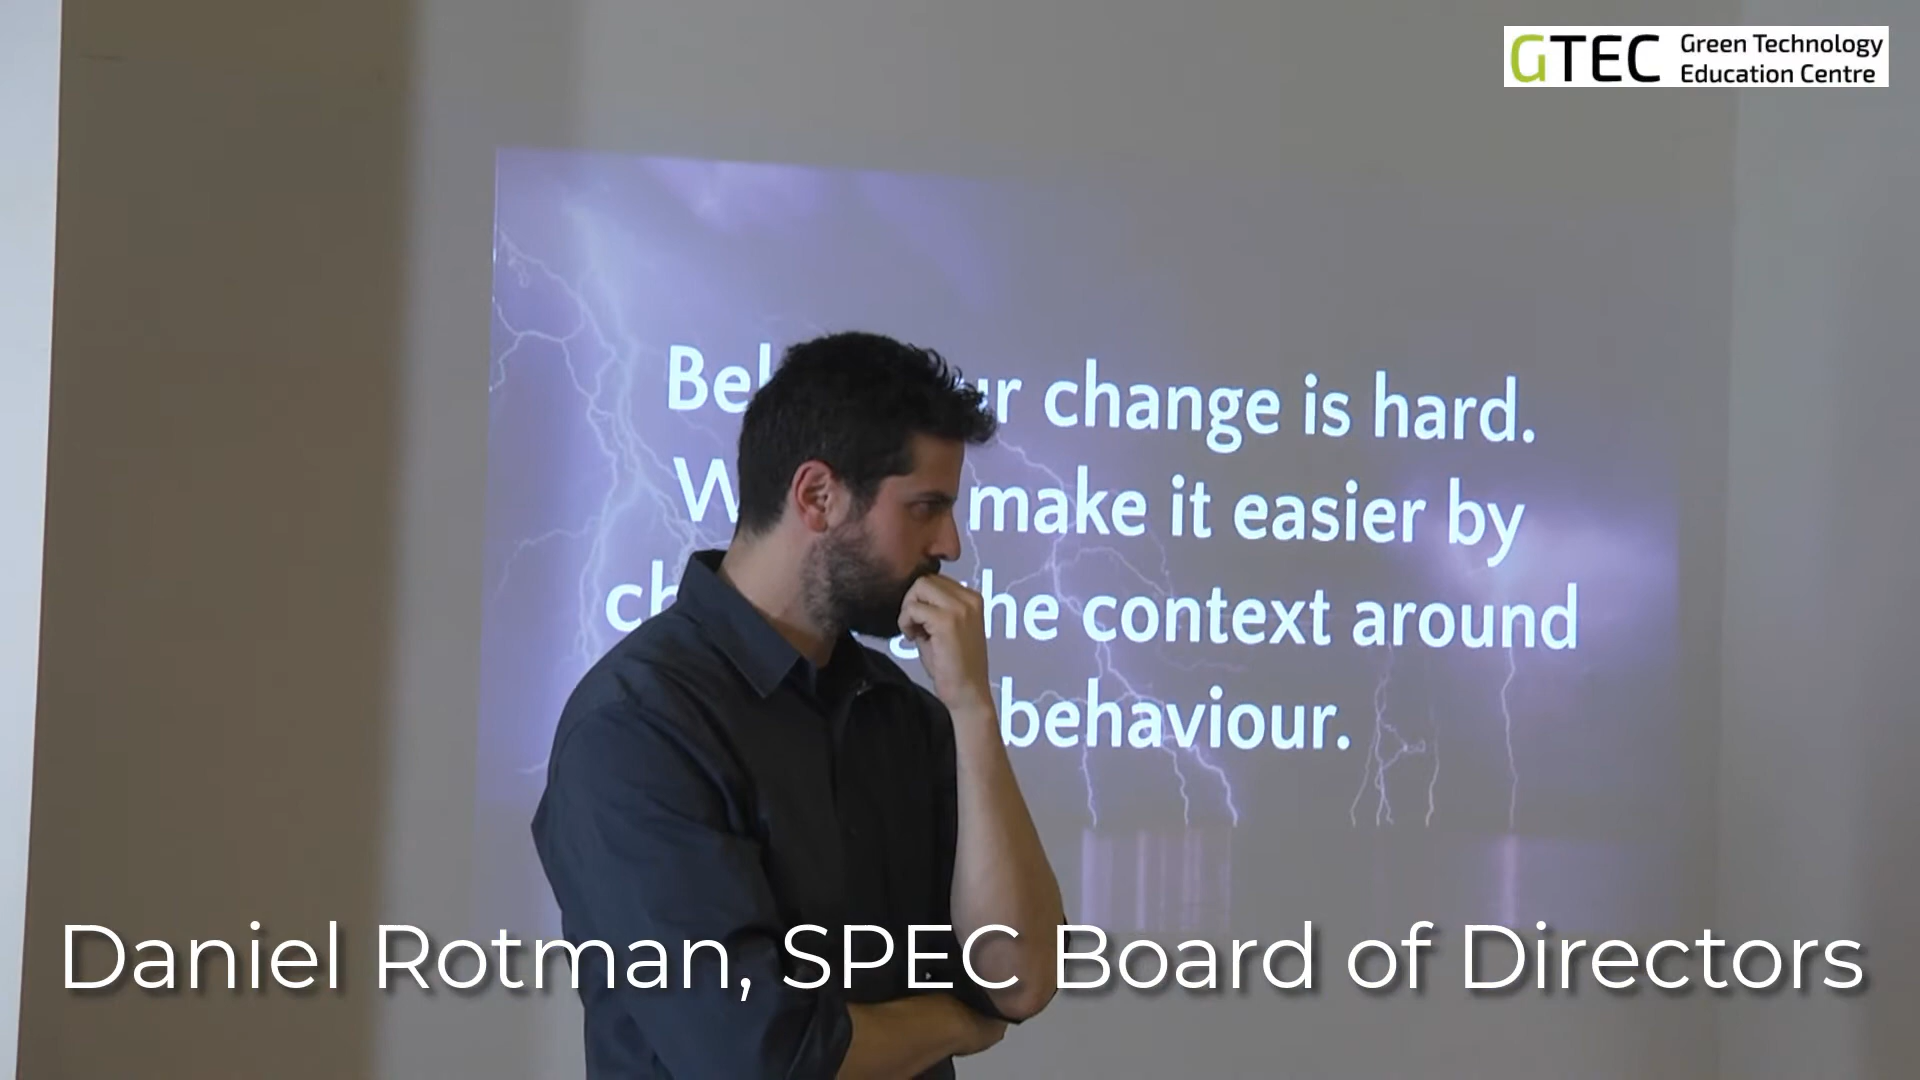 GTEC
Green Technology
Education Centre
change is hard.
make it easier by
the context around
behaviour.
Daniel Rotman, SPEC Board of Directors